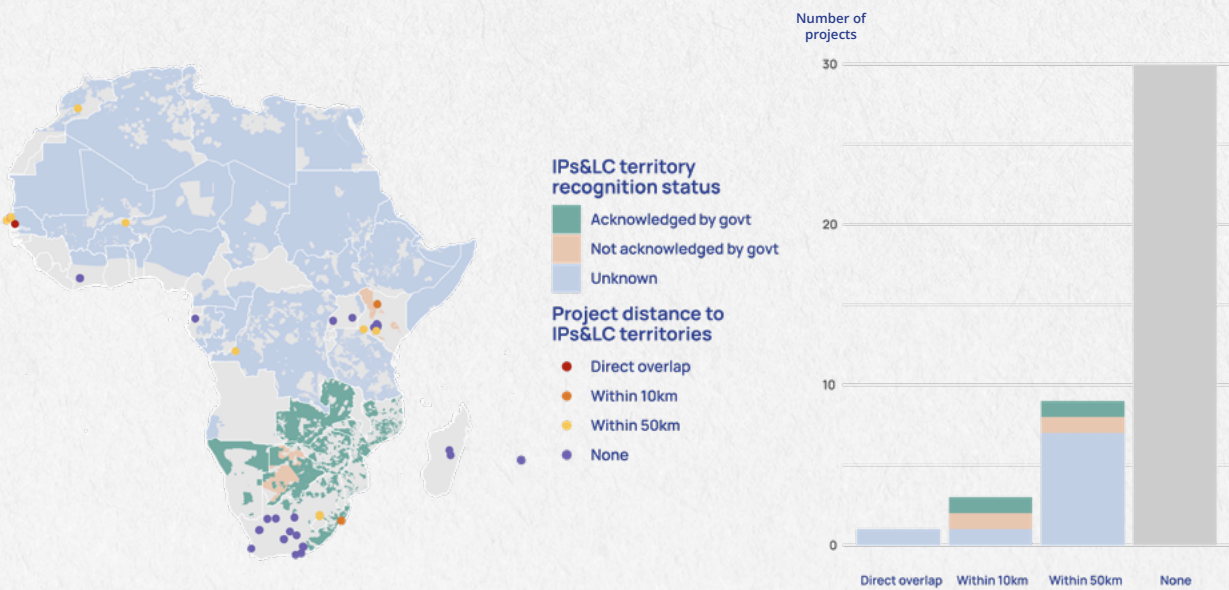 IPs&LC territory
recognition status
Acknowledged by govt
Not acknowledged by govt
Unknown
Project distance to
IPs&LC territories
Direct overlap
Within 10km
Within 50km
None
Number of
projects
30
20
10
0
Direct overlap
Within 10km
Within 50km
None